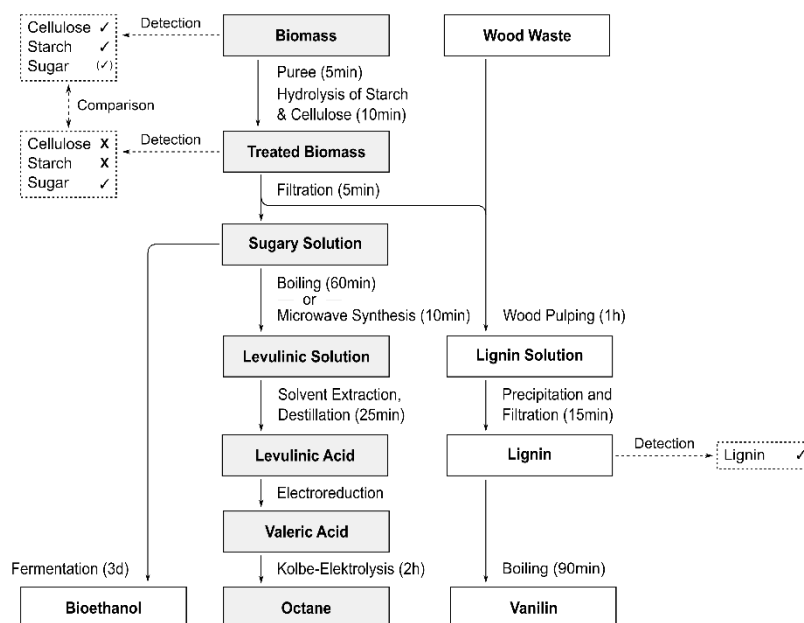 Cellulose ✓
Starch ✓
Sugar (✓)
Detection
Biomass
Wood Waste
Puree (5min)
Hydrolysis of Starch
& Cellulose (10min)
Comparison
Cellulose X
Starch X
Sugar ✓
Detection
Treated Biomass
Filtration (5min)
Sugary Solution
Boiling (60min)
or
Microwave Synthesis (10min)
Wood Pulping (1h)
Levulinic Solution
Lignin Solution
Solvent Extraction,
Destillation (25min)
Precipitation and
Filtration (15min)
Levulinic Acid
Lignin
Detection
Lignin ✓
Electroreduction
Valeric Acid
Fermentation (3d)
Kolbe-Elektrolysis (2h)
Boiling (90min)
Bioethanol
Octane
Vanilin